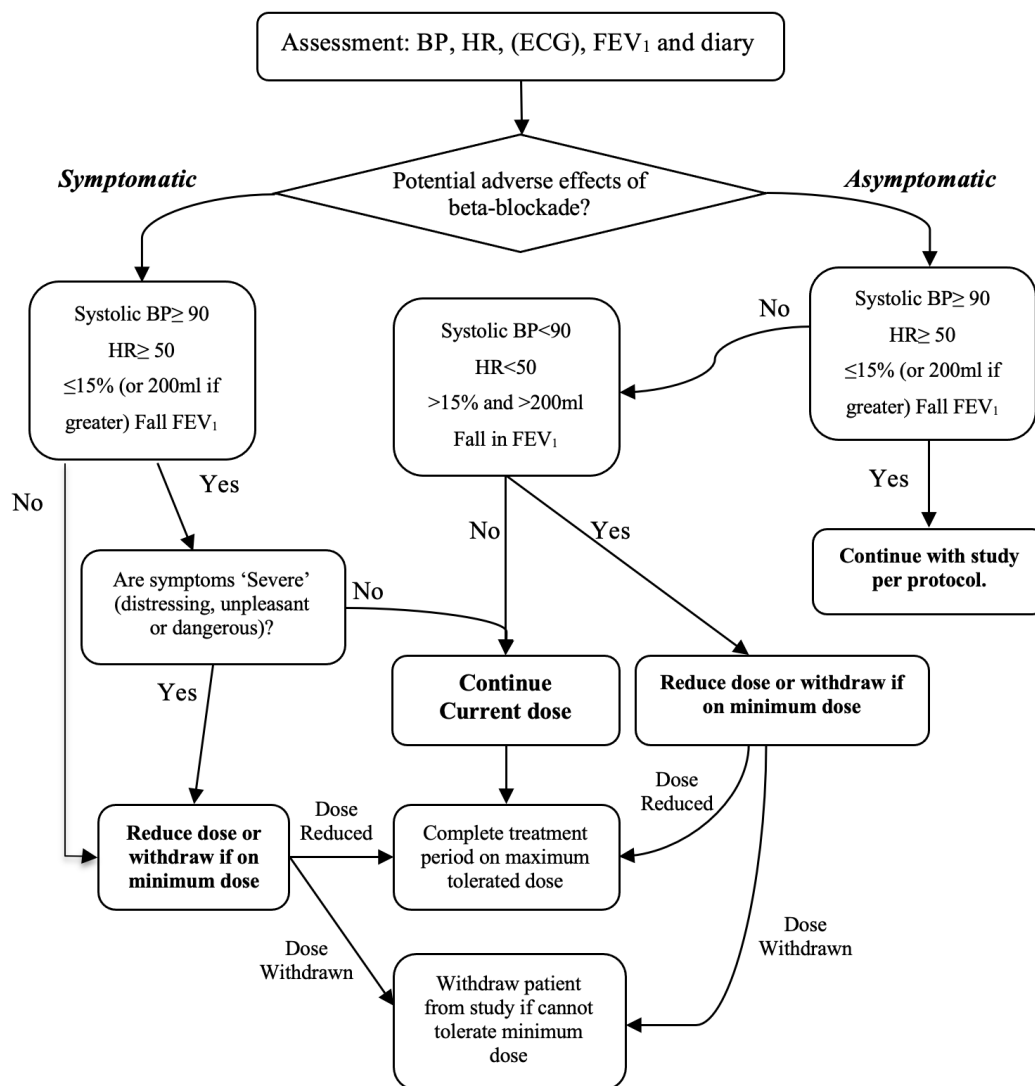 Assessment: BP, HR, (ECG), FEV₁ and diary
Symptomatic
Potential adverse effects of
beta-blockade?
Asymptomatic
Systolic BP≥ 90
HR≥ 50
≤15% (or 200ml if
greater) Fall FEV₁
No
Systolic BP<90
HR<50
>15% and >200ml
Fall in FEV₁
Systolic BP≥ 90
HR≥ 50
≤15% (or 200ml if
greater) Fall FEV₁
No
Yes
No
Yes
Yes
Are symptoms ‘Severe’
(distressing, unpleasant
or dangerous)?
No
Continue with study
per protocol.
Yes
Continue
Current dose
Reduce dose or withdraw if
on minimum dose
Reduce dose or
withdraw if on
minimum dose
Dose
Reduced
Complete treatment
period on maximum
tolerated dose
Dose
Reduced
Dose
Withdrawn
Withdraw patient
from study if cannot
tolerate minimum
dose
Dose
Withdrawn